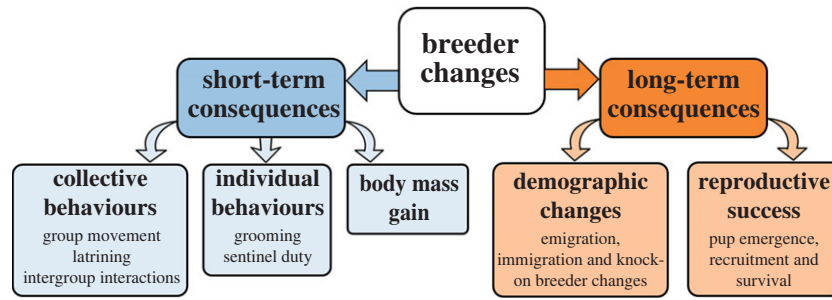 breeder
changes
short-term
consequences
long-term
consequences
collective
behaviours
group movement
latrining
intergroup interactions
individual
behaviours
grooming
sentinel duty
body mass
gain
demographic
changes
emigration,
immigration and knock-
on breeder changes
reproductive
success
pup emergence,
recruitment and
survival